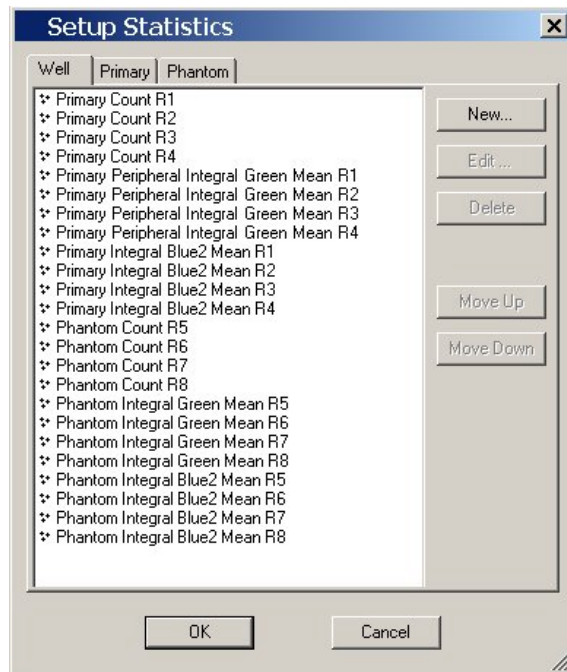 Setup Statistics
Well
Primary
Phantom
Primary Count R1
Primary Count R2
Primary Count R3
Primary Count R4
Primary Peripheral Integral Green Mean R1
Primary Peripheral Integral Green Mean R2
Primary Peripheral Integral Green Mean R3
Primary Peripheral Integral Green Mean R4
Primary Integral Blue2 Mean R1
Primary Integral Blue2 Mean R2
Primary Integral Blue2 Mean R3
Primary Integral Blue2 Mean R4
Phantom Count R5
Phantom Count R6
Phantom Count R7
Phantom Count R8
Phantom Integral Green Mean R5
Phantom Integral Green Mean R6
Phantom Integral Green Mean R7
Phantom Integral Green Mean R8
Phantom Integral Blue2 Mean R5
Phantom Integral Blue2 Mean R6
Phantom Integral Blue2 Mean R7
Phantom Integral Blue2 Mean R8
New...
Edit ...
Delete
Move Up
Move Down
OK
Cancel